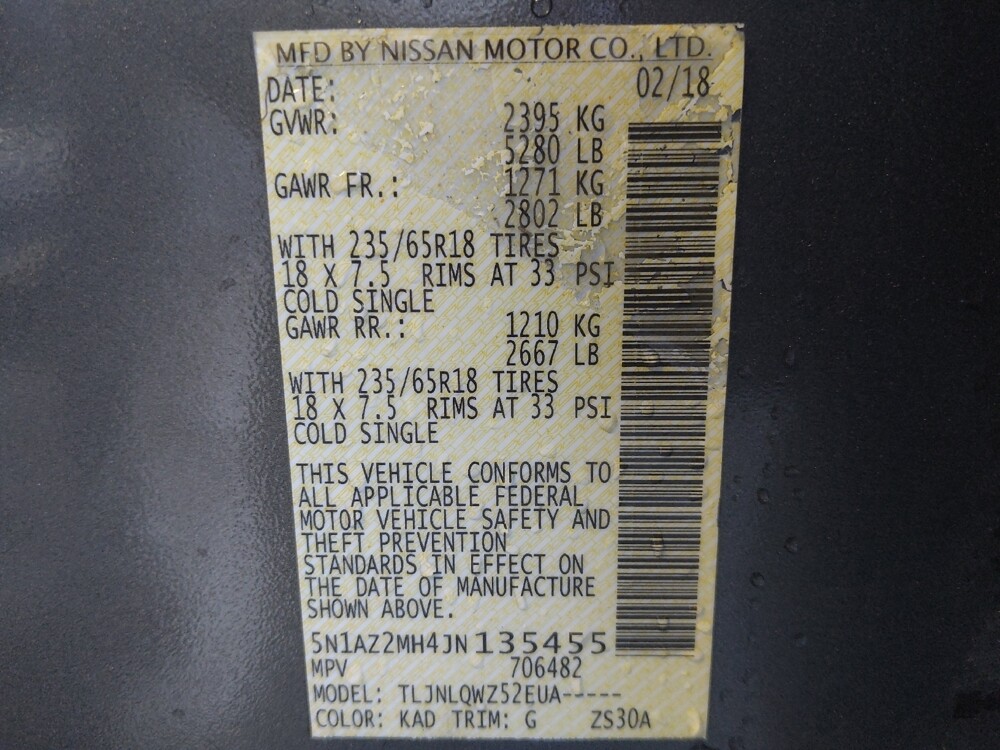 MFD BY NISSAN MOTOR CO., LTD.
DATE: 02/18
GVWR: 2395 KG
5280 LB
GAWR FR.: 1271 KG
2802 LB
WITH 235/65R18 TIRES
18 X 7.5 RIMS AT 33 PSI
COLD SINGLE
GAWR RR.: 1210 KG
2667 LB
WITH 235/65R18 TIRES
18 X 7.5 RIMS AT 33 PSI
COLD SINGLE
THIS VEHICLE CONFORMS TO
ALL APPLICABLE FEDERAL
MOTOR VEHICLE SAFETY AND
THEFT PREVENTION
STANDARDS IN EFFECT ON
THE DATE OF MANUFACTURE
SHOWN ABOVE.
5N1AZ2MH4JN135455
MPV 706482
MODEL: TLJNLQWZ52EUA-----
COLOR: KAD TRIM: G ZS30A